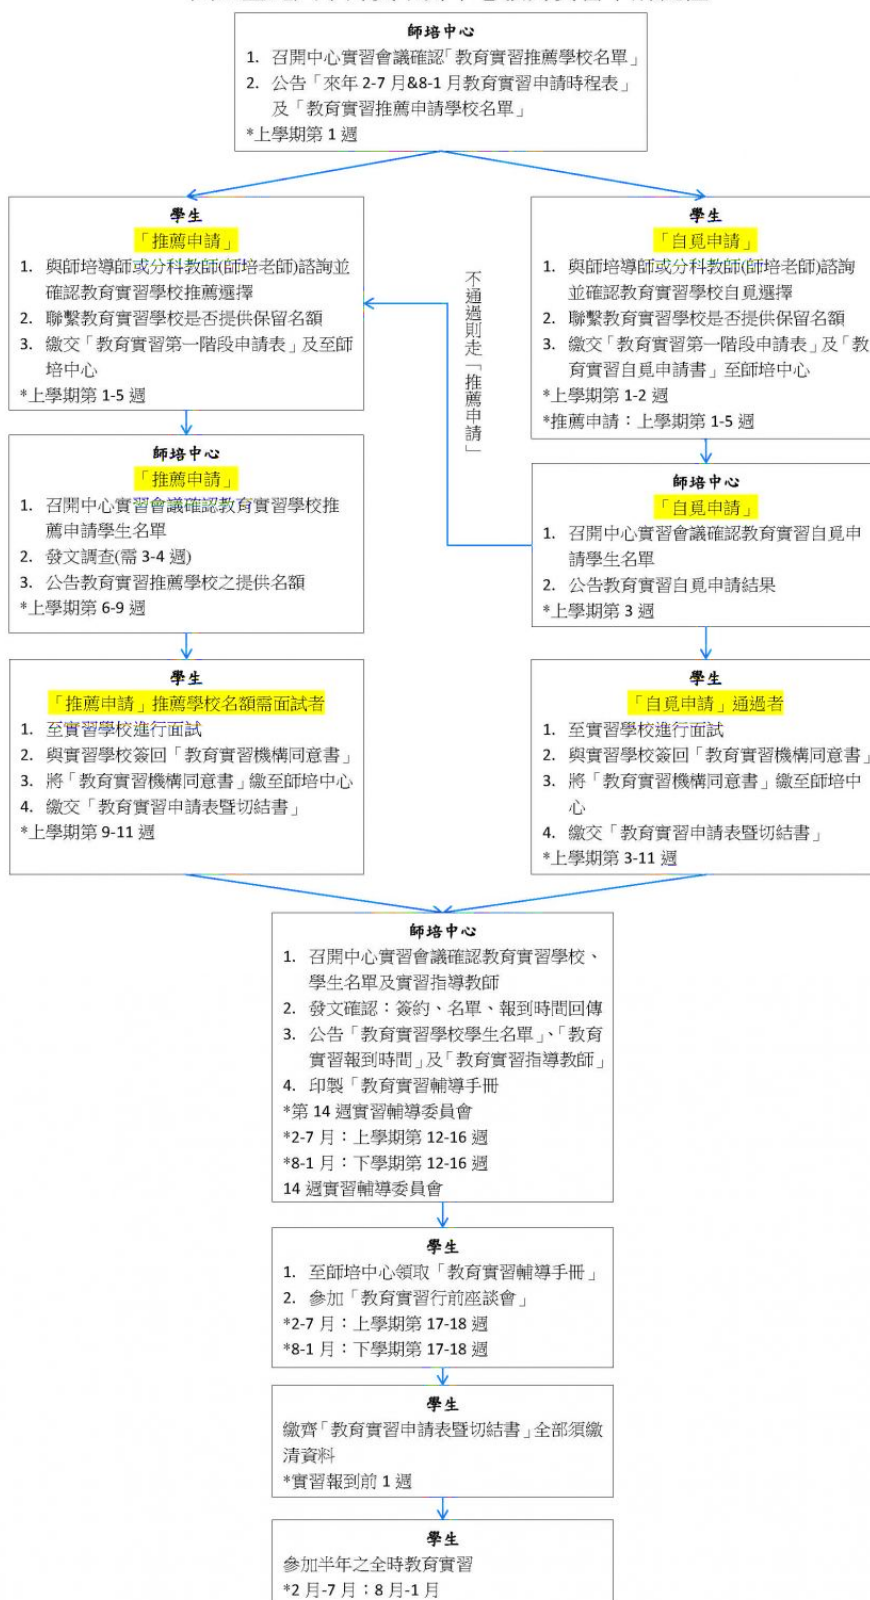 師培中心
1. 召開中心實習會議確認「教育實習推薦學校名單」
2. 公告「來年 2-7 月&8-1 月教育實習申請時程表」
及「教育實習推薦申請學校名單」
*上學期第 1 週
學生
「推薦申請」
1. 與師培導師或分科教師(師培老師)諮詢並
確認教育實習學校推薦選擇
2. 聯繫教育實習學校是否提供保留名額
3. 繳交「教育實習第一階段申請表」及至師
培中心
*上學期第 1-5 週
不通過則走「推薦申請」
學生
「自覓申請」
1. 與師培導師或分科教師(師培老師)諮詢
並確認教育實習學校自覓選擇
2. 聯繫教育實習學校是否提供保留名額
3. 繳交「教育實習第一階段申請表」及「教
育實習自覓申請書」至師培中心
*上學期第 1-2 週
*推薦申請：上學期第 1-5 週
師培中心
「推薦申請」
1. 召開中心實習會議確認教育實習學校推
薦申請學生名單
2. 發文調查(需 3-4 週)
3. 公告教育實習推薦學校之提供名額
*上學期第 6-9 週
師培中心
「自覓申請」
1. 召開中心實習會議確認教育實習自覓申
請學生名單
2. 公告教育實習自覓申請結果
*上學期第 3 週
學生
「推薦申請」推薦學校名額需面試者
1. 至實習學校進行面試
2. 與實習學校簽回「教育實習機構同意書」
3. 將「教育實習機構同意書」繳至師培中心
4. 繳交「教育實習申請表暨切結書」
*上學期第 9-11 週
學生
「自覓申請」通過者
1. 至實習學校進行面試
2. 與實習學校簽回「教育實習機構同意書」
3. 將「教育實習機構同意書」繳至師培中
心
4. 繳交「教育實習申請表暨切結書」
*上學期第 3-11 週
師培中心
1. 召開中心實習會議確認教育實習學校、
學生名單及實習指導教師
2. 發文確認：簽約、名單、報到時間回傳
3. 公告「教育實習學校學生名單」、「教育
實習報到時間」及「教育實習指導教師」
4. 印製「教育實習輔導手冊
*第 14 週實習輔導委員會
*2-7 月：上學期第 12-16 週
*8-1 月：下學期第 12-16 週
14 週實習輔導委員會
學生
1. 至師培中心領取「教育實習輔導手冊」
2. 參加「教育實習行前座談會」
*2-7 月：上學期第 17-18 週
*8-1 月：下學期第 17-18 週
學生
繳齊「教育實習申請表暨切結書」全部須繳
清資料
*實習報到前 1 週
學生
參加半年之全時教育實習
*2 月-7 月：8 月-1 月